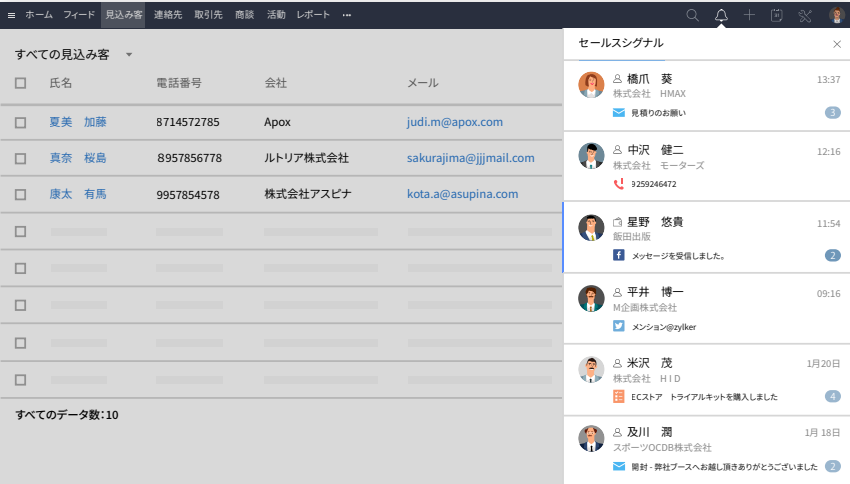 ホーム フィード 見込み客 連絡先 取引先 商談 活動 レポート ...
すべての見込み客
氏名 電話番号 会社 メール
夏美 加藤 8714572785 Apox judi.m@apox.com
真奈 桜島 8957856778 ルトリア株式会社 sakurajima@jjjmail.com
康太 有馬 9957854578 株式会社アスピナ kota.a@asupina.com
すべてのデータ数：10
セールスシグナル
橋爪 葵 13:37
株式会社 HMAX
見積りのお願い 3
中沢 健二 12:16
株式会社 モーターズ
9259246472
星野 悠貴 11:54
飯田出版
メッセージを受信しました。 2
平井 博一 09:16
M企画株式会社
メンション@zylker
米沢 茂 1月20日
株式会社 H I D
ECストア トライアルキットを購入しました 4
及川 潤 1月 18日
スポーツOCDB株式会社
開封 - 弊社ブースへお越し頂きありがとうございました 2